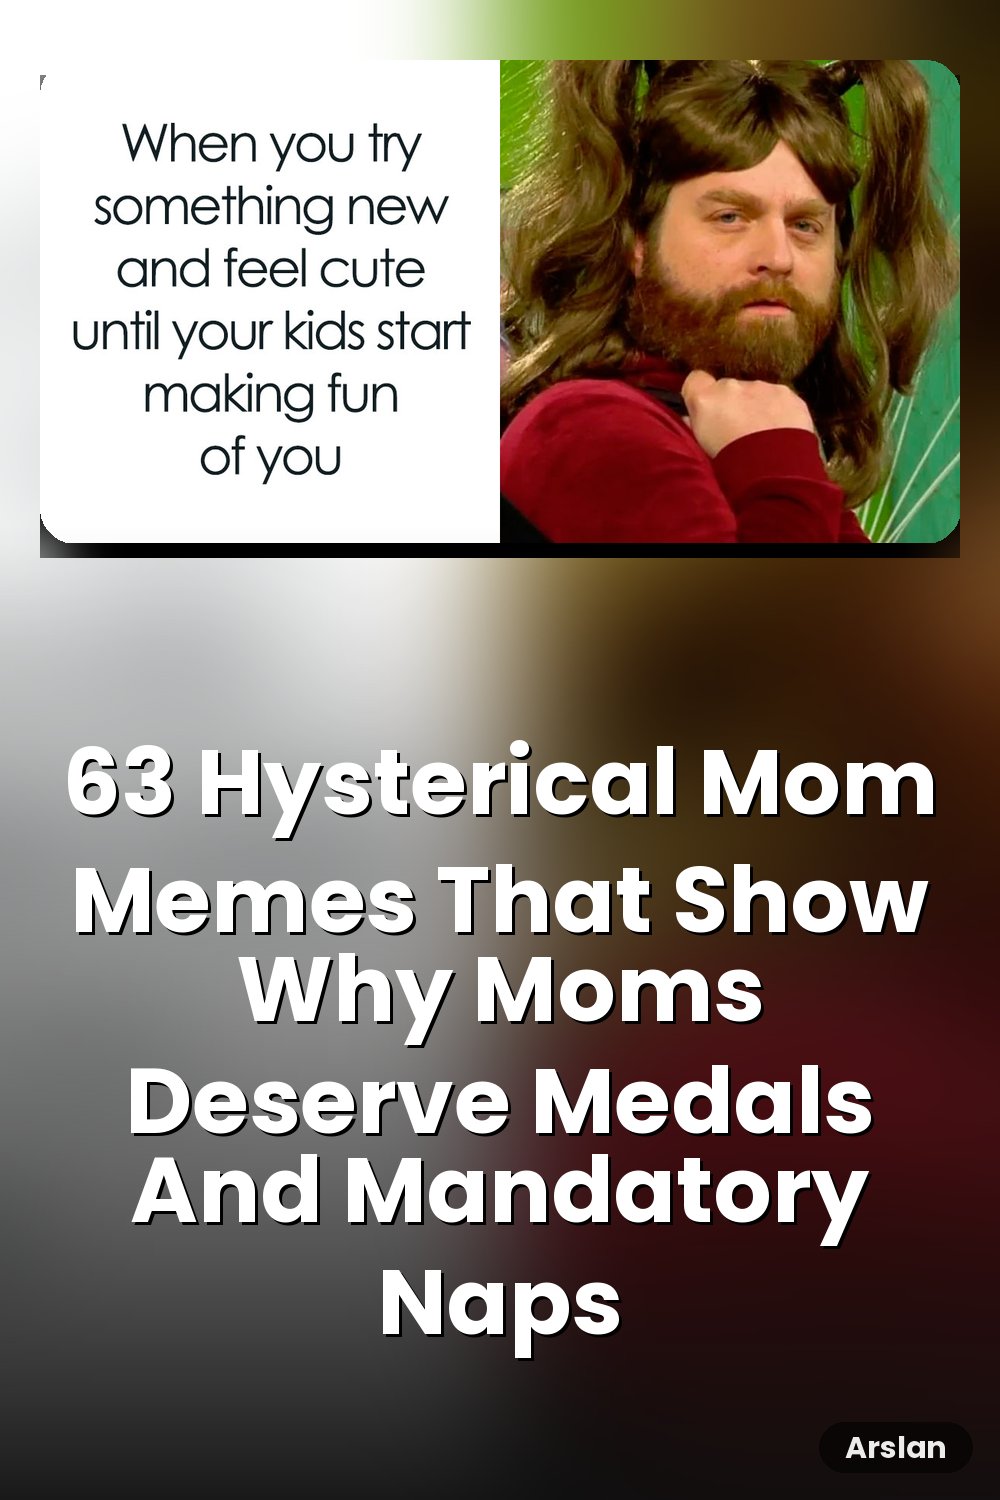 When you try
something new
and feel cute
until your kids start
making fun
of you
63 Hysterical Mom
Memes That Show
Why Moms
Deserve Medals
And Mandatory
Naps
Arslan